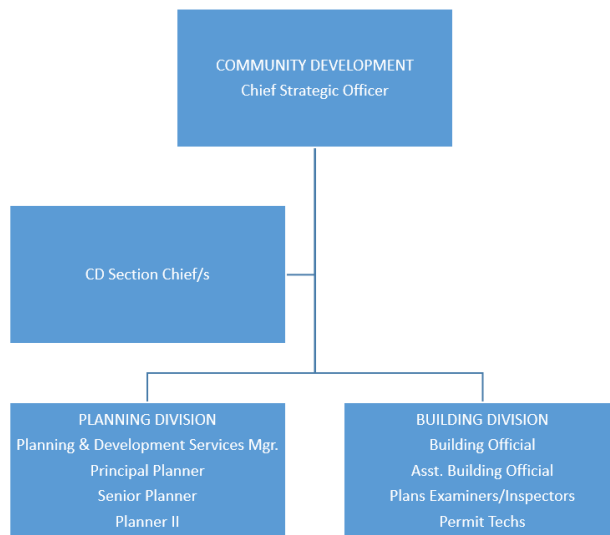 COMMUNITY DEVELOPMENT
Chief Strategic Officer
CD Section Chief/s
PLANNING DIVISION
Planning & Development Services Mgr.
Principal Planner
Senior Planner
Planner II
BUILDING DIVISION
Building Official
Asst. Building Official
Plans Examiners/Inspectors
Permit Techs